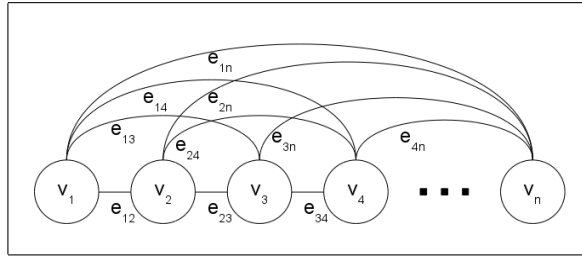 e1n
e14 e2n
e13 e24 e3n e4n
v1 v2 v3 v4 ... vn
e12 e23 e34